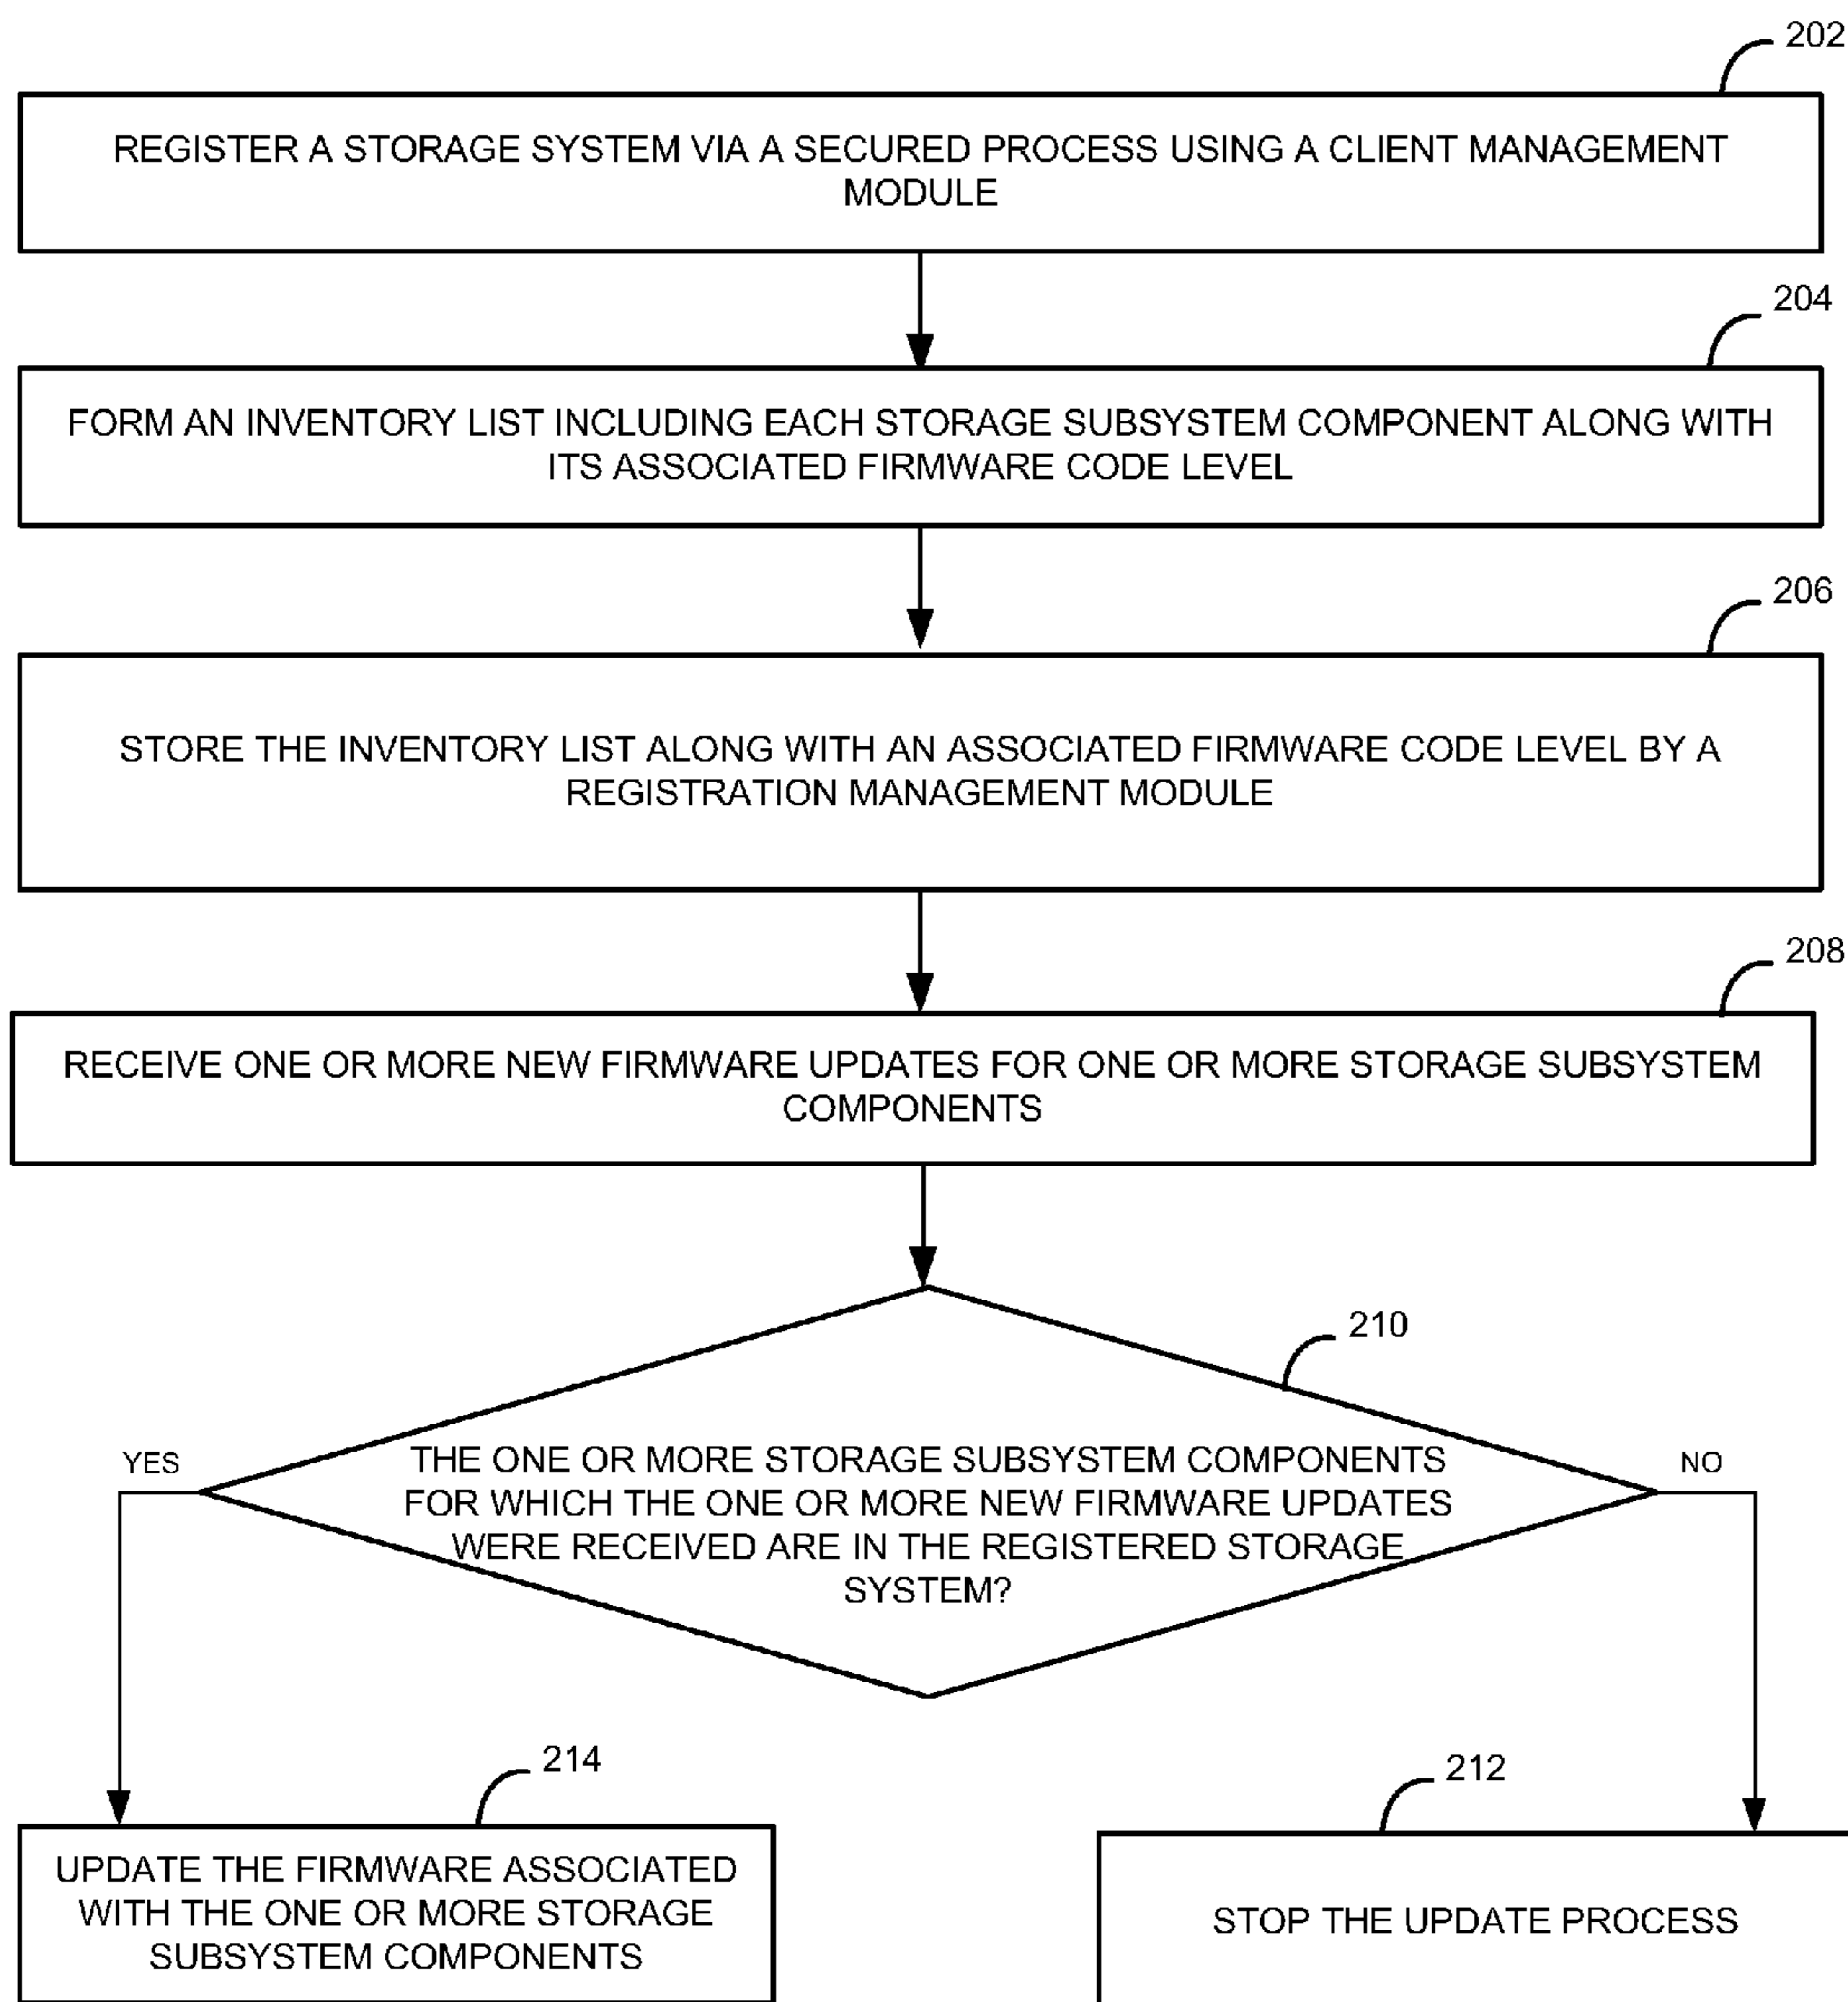 202
REGISTER A STORAGE SYSTEM VIA A SECURED PROCESS USING A CLIENT MANAGEMENT
MODULE
204
FORM AN INVENTORY LIST INCLUDING EACH STORAGE SUBSYSTEM COMPONENT ALONG WITH
ITS ASSOCIATED FIRMWARE CODE LEVEL
206
STORE THE INVENTORY LIST ALONG WITH AN ASSOCIATED FIRMWARE CODE LEVEL BY A
REGISTRATION MANAGEMENT MODULE
208
RECEIVE ONE OR MORE NEW FIRMWARE UPDATES FOR ONE OR MORE STORAGE SUBSYSTEM
COMPONENTS
210
YES
THE ONE OR MORE STORAGE SUBSYSTEM COMPONENTS
FOR WHICH THE ONE OR MORE NEW FIRMWARE UPDATES
WERE RECEIVED ARE IN THE REGISTERED STORAGE
SYSTEM?
NO
214
UPDATE THE FIRMWARE ASSOCIATED
WITH THE ONE OR MORE STORAGE
SUBSYSTEM COMPONENTS
212
STOP THE UPDATE PROCESS